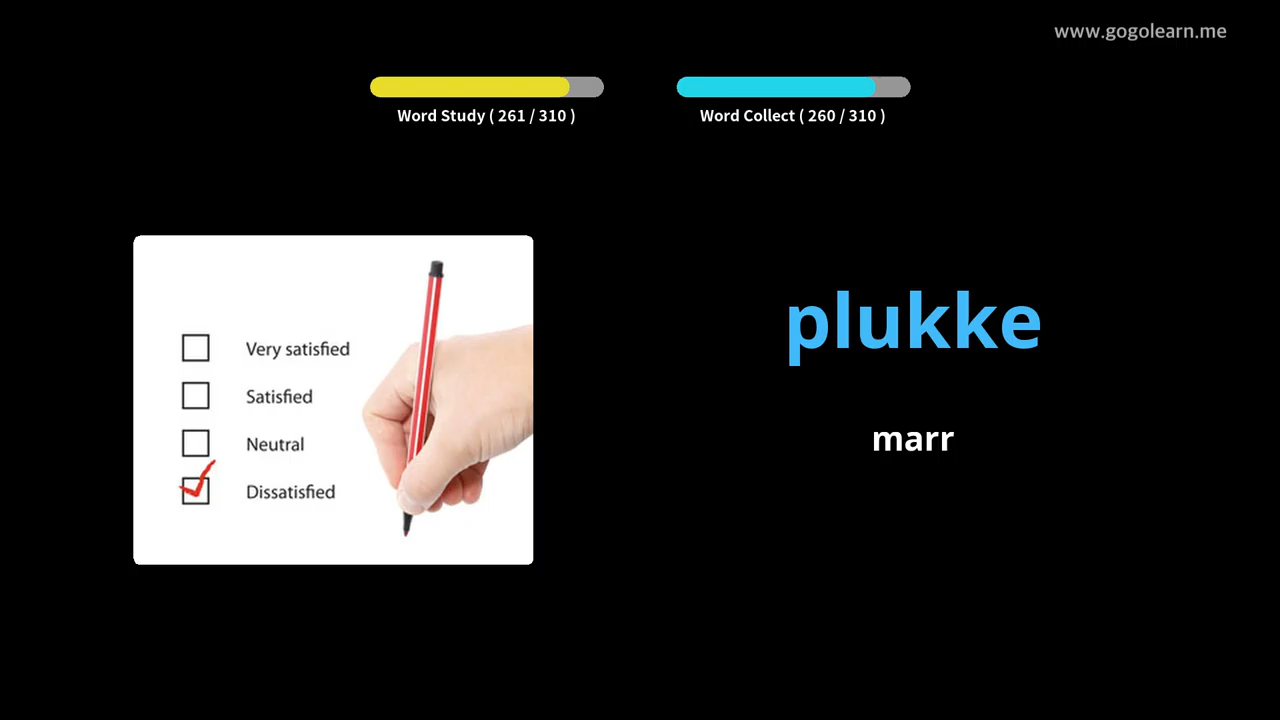 www.gogolearn.me
Word Study ( 261 / 310 )
Word Collect ( 260 / 310 )
Very satisfied
Satisfied
Neutral
Dissatisfied
plukke
marr